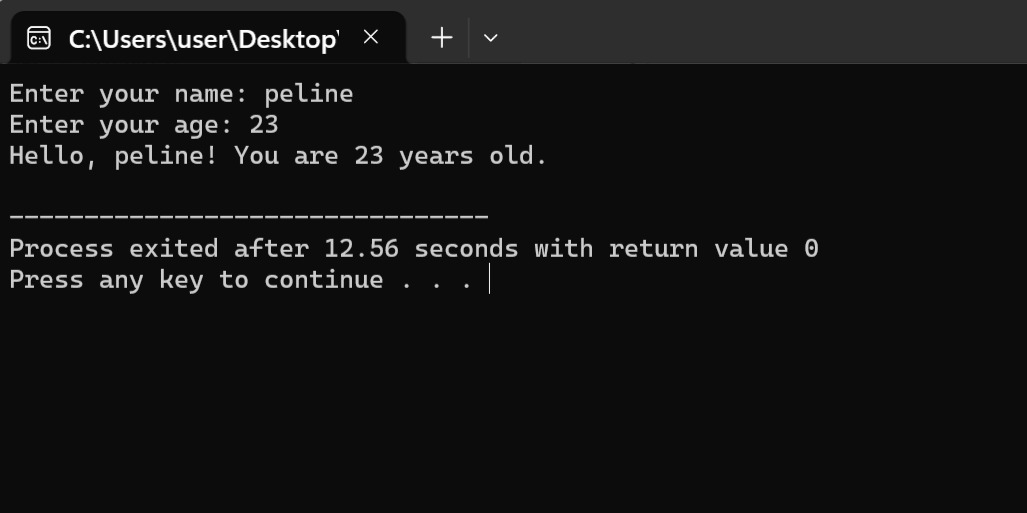 C:\Users\user\Desktop\
Enter your name: peline
Enter your age: 23
Hello, peline! You are 23 years old.
--------------------------------
Process exited after 12.56 seconds with return value 0
Press any key to continue . . .